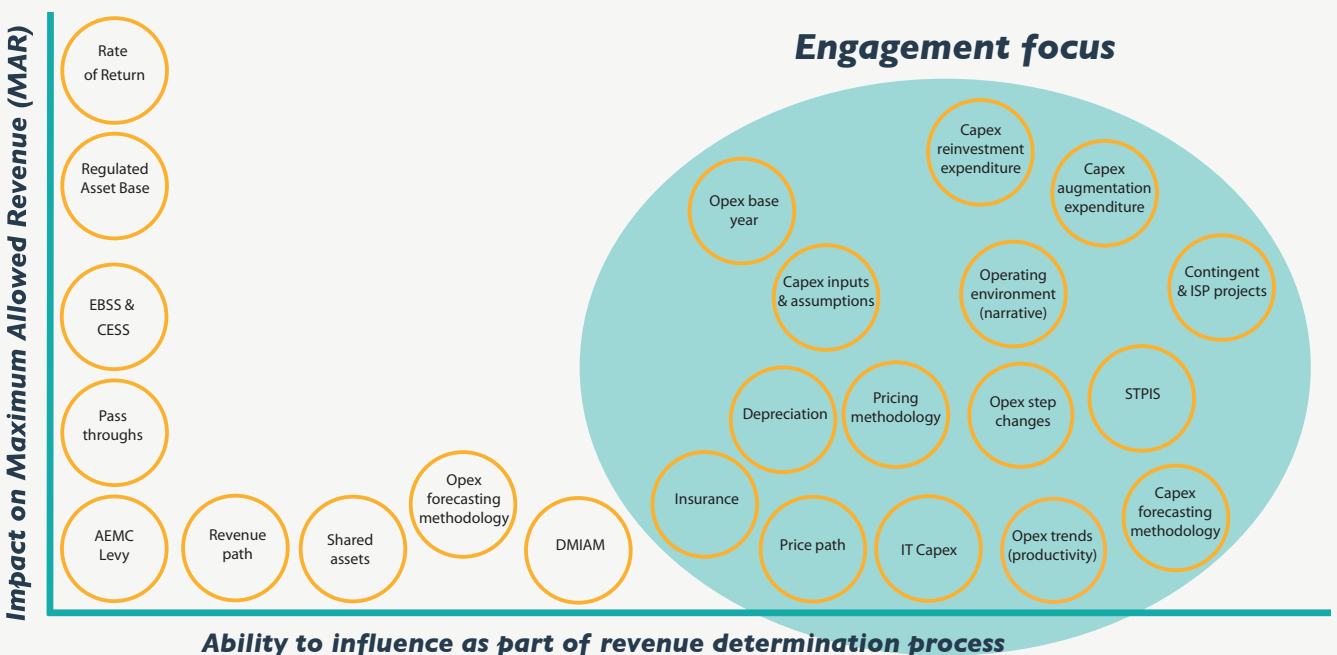 Impact on Maximum Allowed Revenue (MAR)
Engagement focus
Rate
of Return
Regulated
Asset Base
EBSS &
CESS
Pass
throughs
AEMC
Levy
Revenue
path
Shared
assets
Opex
forecasting
methodology
DMIAM
Capex
reinvestment
expenditure
Capex
augmentation
expenditure
Opex base
year
Capex inputs
& assumptions
Operating
environment
(narrative)
Contingent
& ISP projects
Depreciation
Pricing
methodology
Opex step
changes
STPIS
Insurance
Price path
IT Capex
Opex trends
(productivity)
Capex
forecasting
methodology
Ability to influence as part of revenue determination process